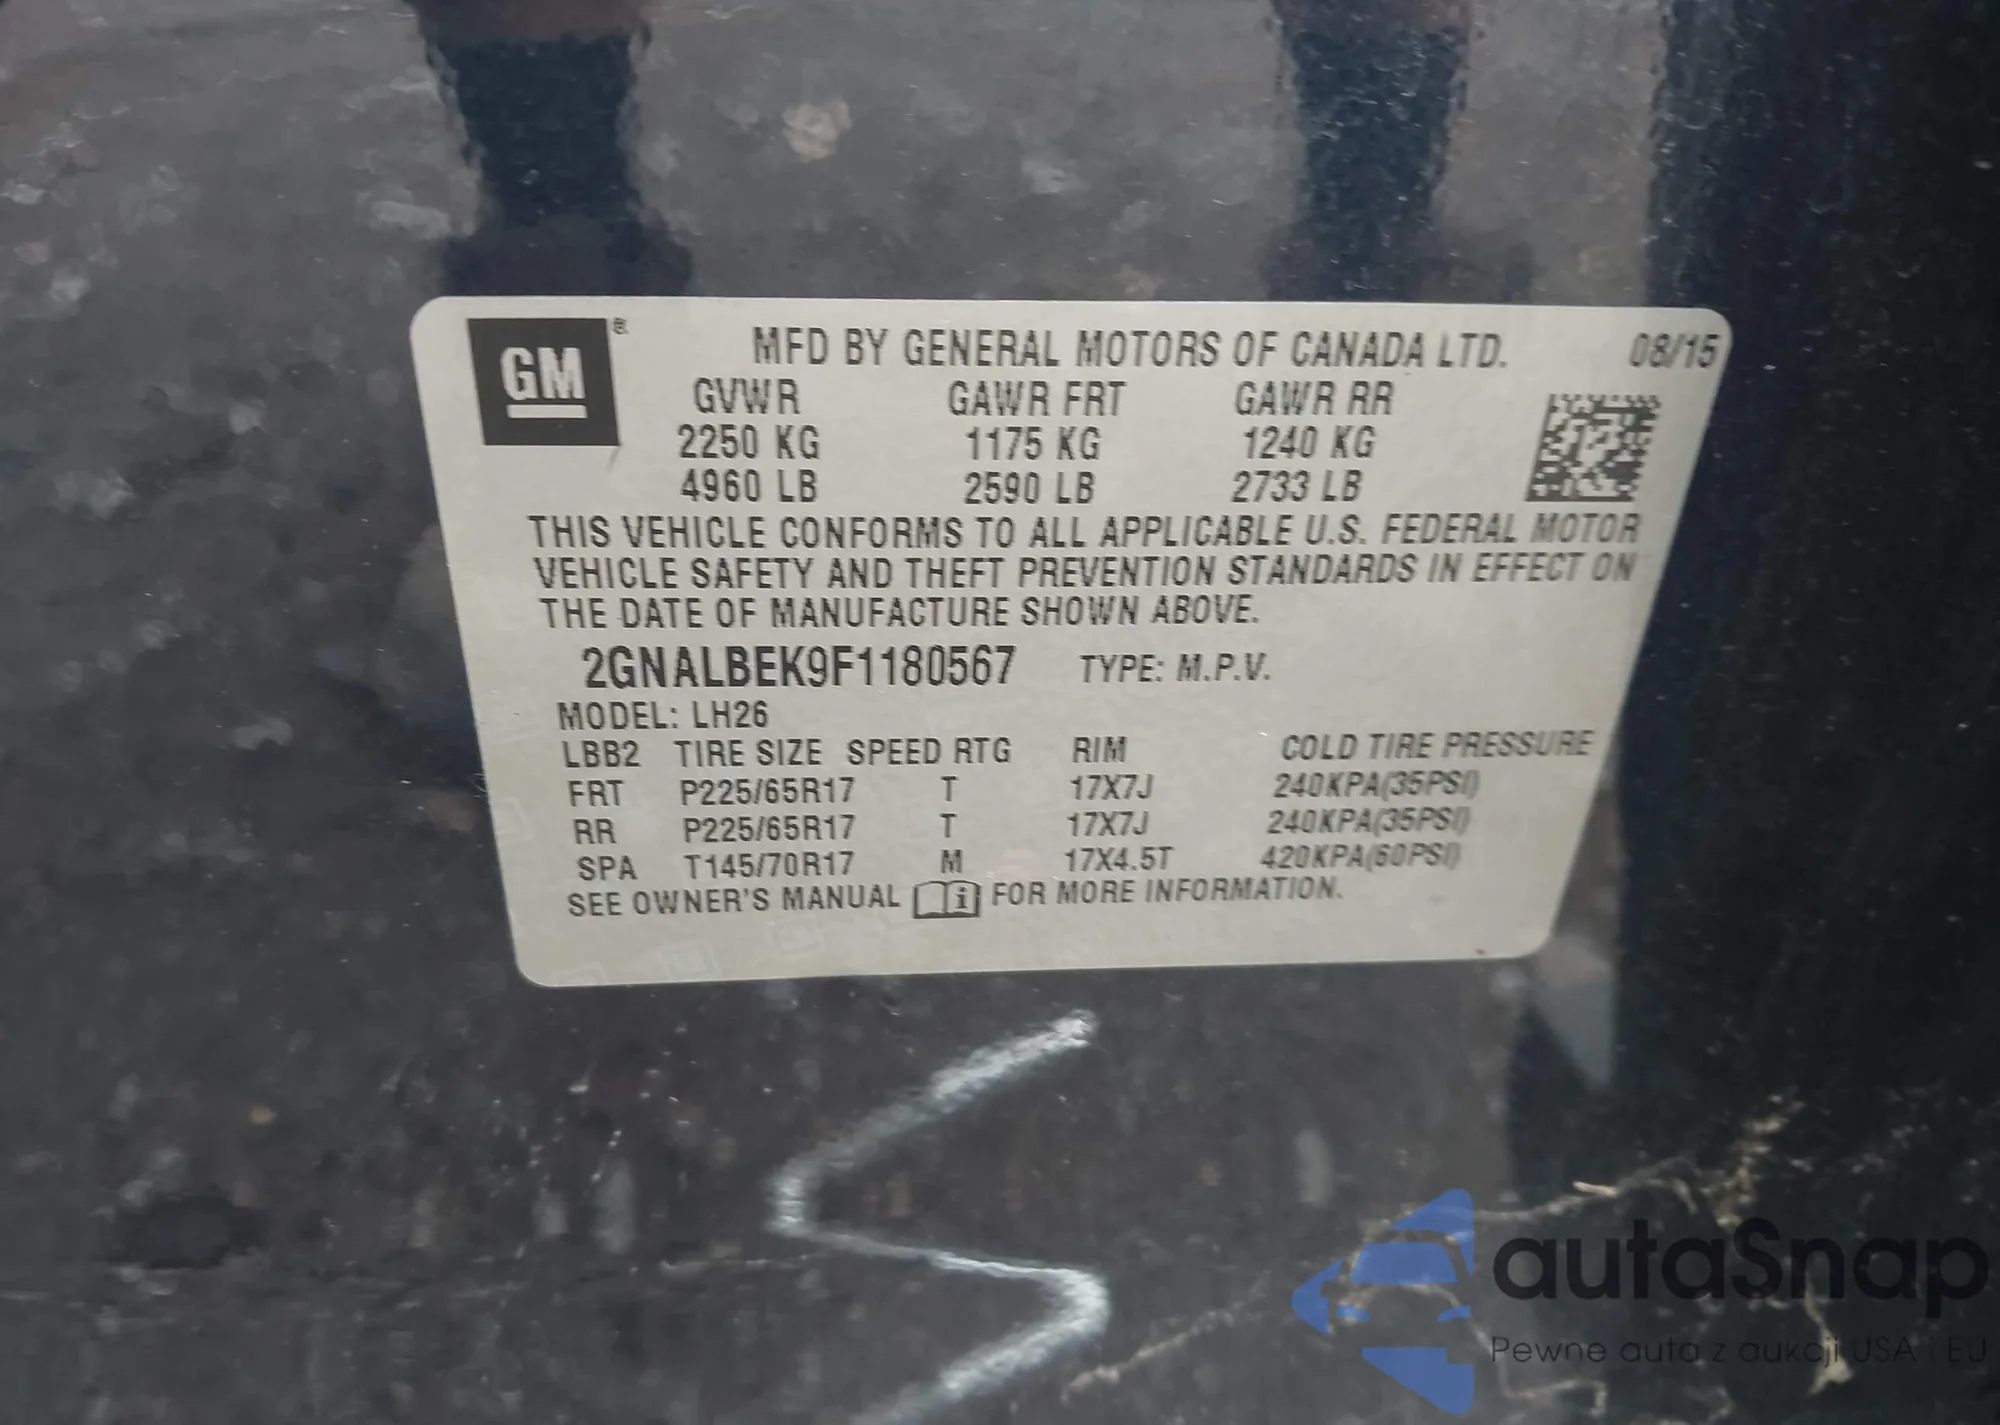 GM ®
MFD BY GENERAL MOTORS OF CANADA LTD. 08/15
GVWR GAWR FRT GAWR RR
2250 KG 1175 KG 1240 KG
4960 LB 2590 LB 2733 LB
THIS VEHICLE CONFORMS TO ALL APPLICABLE U.S. FEDERAL MOTOR
VEHICLE SAFETY AND THEFT PREVENTION STANDARDS IN EFFECT ON
THE DATE OF MANUFACTURE SHOWN ABOVE.
2GNALBEK9F1180567 TYPE: M.P.V.
MODEL: LH26
LBB2 TIRE SIZE SPEED RTG RIM COLD TIRE PRESSURE
FRT P225/65R17 T 17X7J 240KPA(35PSI)
RR P225/65R17 T 17X7J 240KPA(35PSI)
SPA T145/70R17 M 17X4.5T 420KPA(60PSI)
SEE OWNER'S MANUAL i FOR MORE INFORMATION.
autaSnap
Pewne auta z aukcji USA i EU